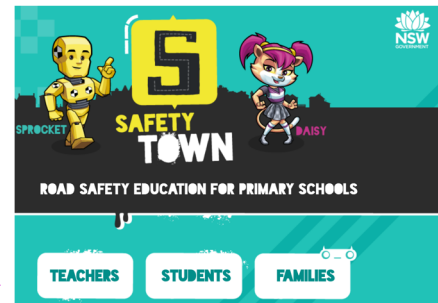 S
NSW
GOVERNMENT
SPROCKET
SAFETY
TOWN
DAISY
ROAD SAFETY EDUCATION FOR PRIMARY SCHOOLS
TEACHERS
STUDENTS
FAMILIES